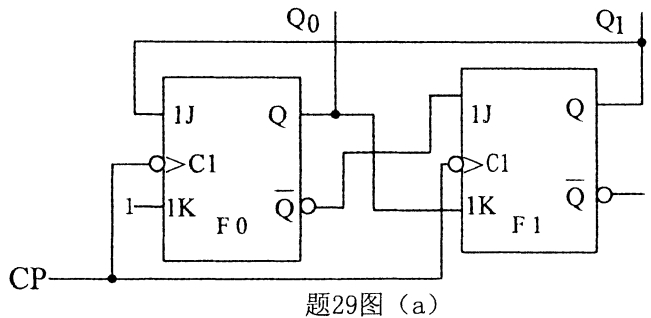 Q0 Q1
1J Q 1J Q
C1 C1
1 1K Q̅ 1K Q̅
F0 F1
CP
题29图（a）